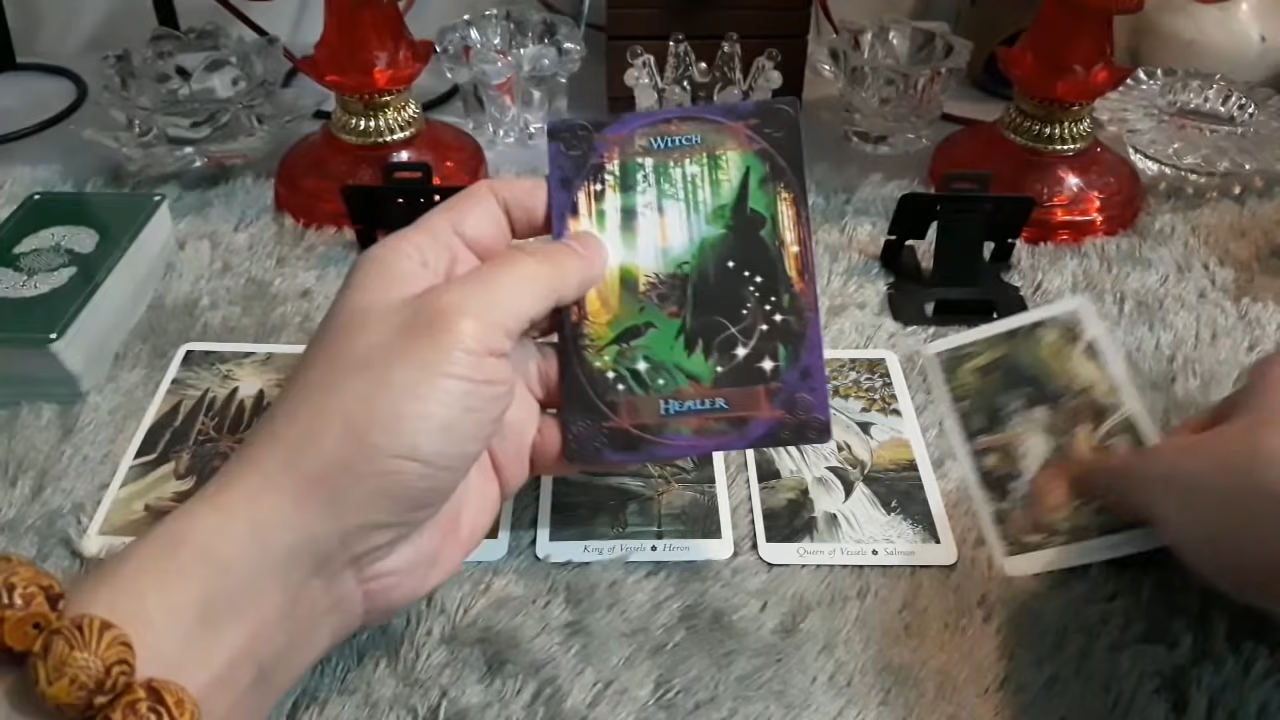 WITCH
HEALER
King of Vessels Heron
Queen of Vessels Salmon